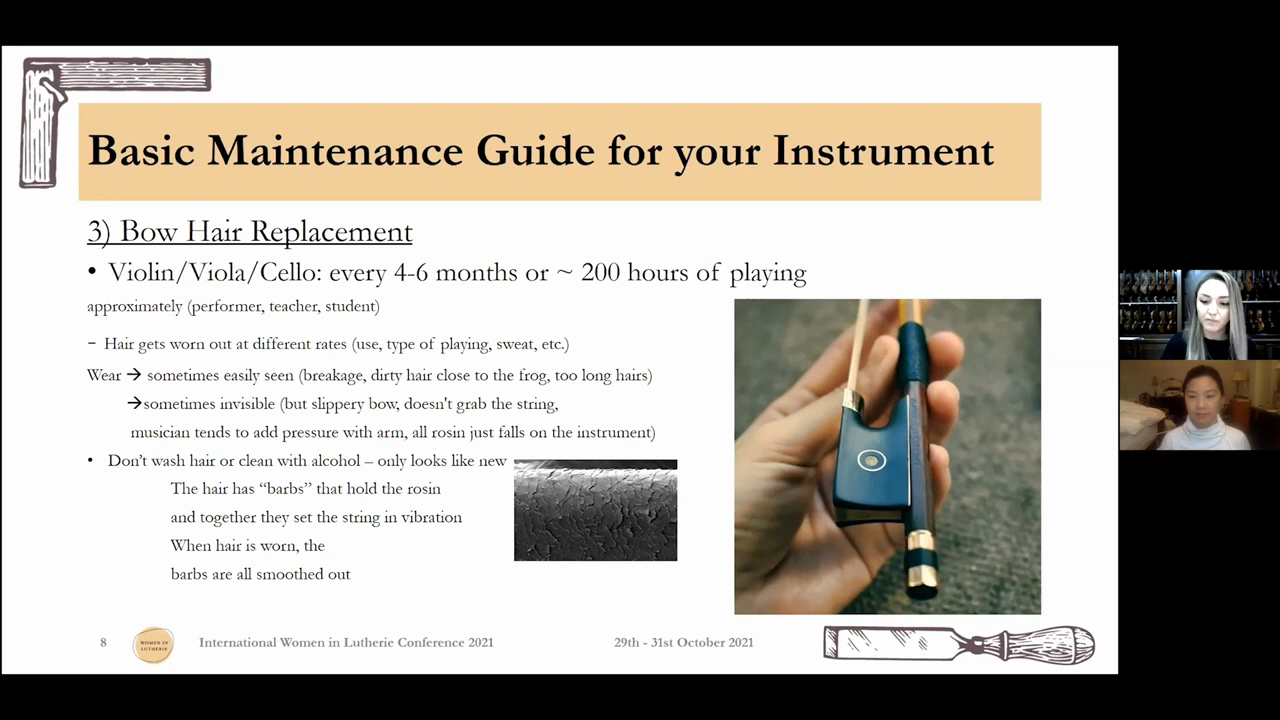 Basic Maintenance Guide for your Instrument
3) Bow Hair Replacement
• Violin/Viola/Cello: every 4-6 months or ~ 200 hours of playing
approximately (performer, teacher, student)
− Hair gets worn out at different rates (use, type of playing, sweat, etc.)
Wear → sometimes easily seen (breakage, dirty hair close to the frog, too long hairs)
→sometimes invisible (but slippery bow, doesn't grab the string,
musician tends to add pressure with arm, all rosin just falls on the instrument)
• Don’t wash hair or clean with alcohol – only looks like new
The hair has “barbs” that hold the rosin
and together they set the string in vibration
When hair is worn, the
barbs are all smoothed out
8
WOMEN IN
LUTHERIE
International Women in Lutherie Conference 2021
29th - 31st October 2021